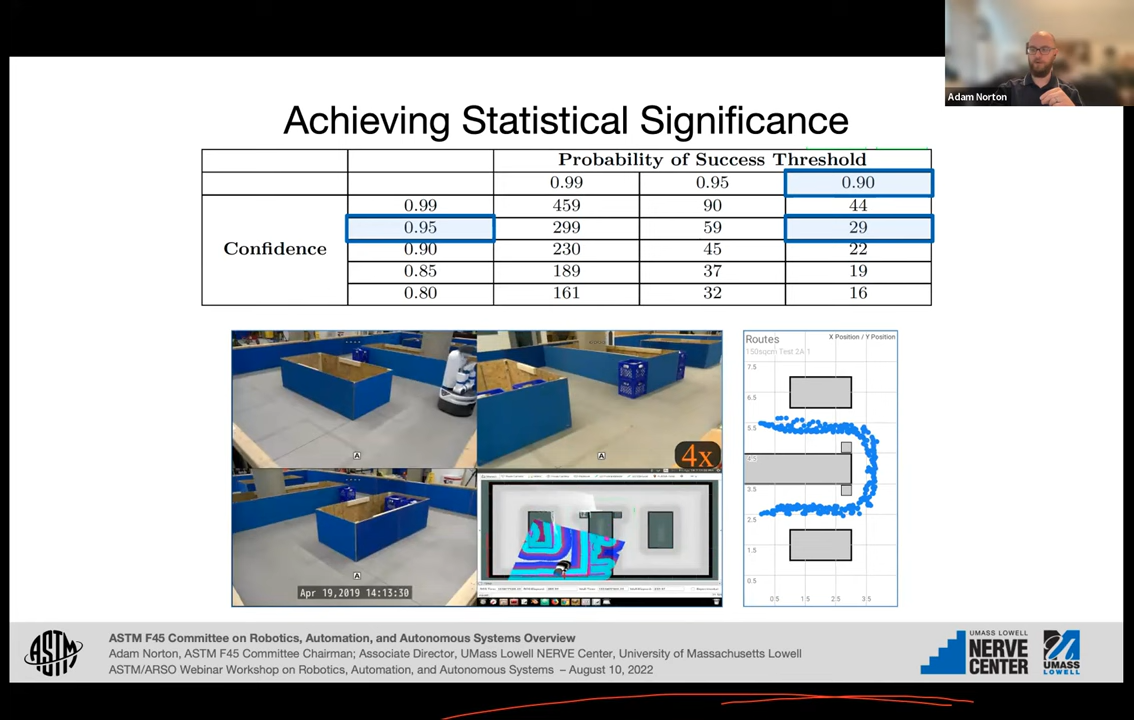 Adam Norton
Achieving Statistical Significance
Probability of Success Threshold
0.99 0.95 0.90
Confidence
0.99 459 90 44
0.95 299 59 29
0.90 230 45 22
0.85 189 37 19
0.80 161 32 16
A
4x
A
A
Apr 19,2019 14:13:30
Routes X Position / Y Position
150sqcm Test 2A 1
7.5
6.5
5.5
4.5
3.5
2.5
1.5
0.5
0.5 1.5 2.5 3.5
ASTM
ASTM F45 Committee on Robotics, Automation, and Autonomous Systems Overview
Adam Norton, ASTM F45 Committee Chairman; Associate Director, UMass Lowell NERVE Center, University of Massachusetts Lowell
ASTM/ARSO Webinar Workshop on Robotics, Automation, and Autonomous Systems – August 10, 2022
UMASS LOWELL
NERVE
CENTER
UMASS
LOWELL